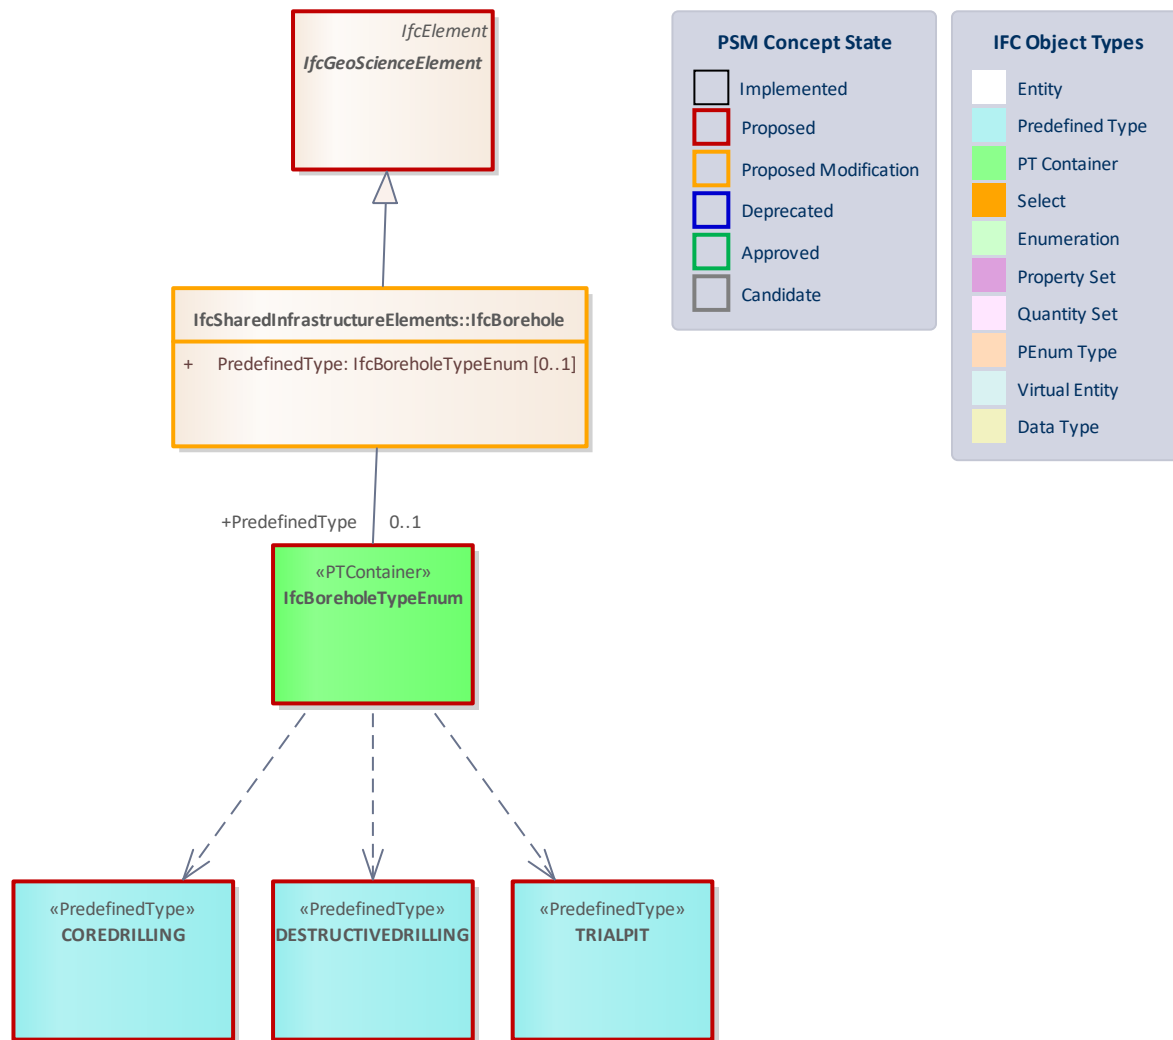 IfcElement
IfcGeoScienceElement
IfcSharedInfrastructureElements::IfcBorehole
+ PredefinedType: IfcBoreholeTypeEnum [0..1]
+PredefinedType 0..1
«PTContainer»
IfcBoreholeTypeEnum
«PredefinedType»
COREDRILLING
«PredefinedType»
DESTRUCTIVEDRILLING
«PredefinedType»
TRIALPIT
PSM Concept State
Implemented
Proposed
Proposed Modification
Deprecated
Approved
Candidate
IFC Object Types
Entity
Predefined Type
PT Container
Select
Enumeration
Property Set
Quantity Set
PEnum Type
Virtual Entity
Data Type